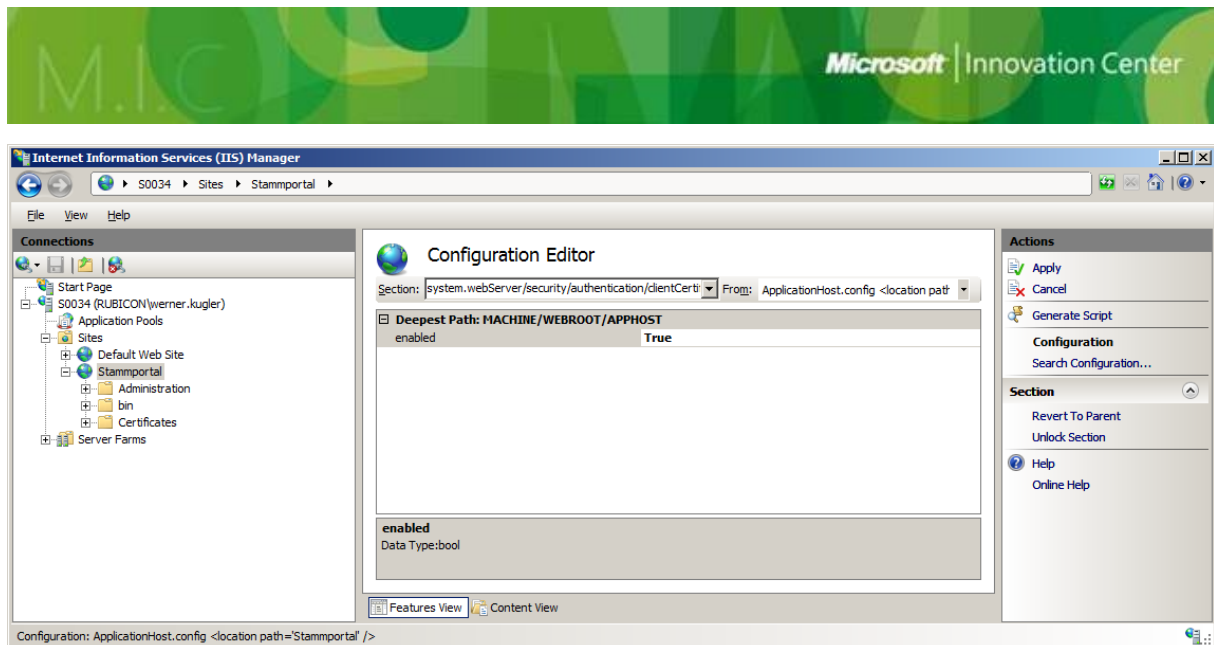 M.I.C
Microsoft | Innovation Center
Internet Information Services (IIS) Manager
S0034 Sites Stammportal
File View Help
Connections
Start Page
S0034 (RUBICON\werner.kugler)
Application Pools
Sites
Default Web Site
Stammportal
Administration
bin
Certificates
Server Farms
Configuration Editor
Section: system.webServer/security/authentication/clientCerti From: ApplicationHost.config <location path
Deepest Path: MACHINE/WEBROOT/APPHOST
enabled True
enabled
Data Type:bool
Features View Content View
Actions
Apply
Cancel
Generate Script
Configuration
Search Configuration...
Section
Revert To Parent
Unlock Section
Help
Online Help
Configuration: ApplicationHost.config <location path='Stammportal' />